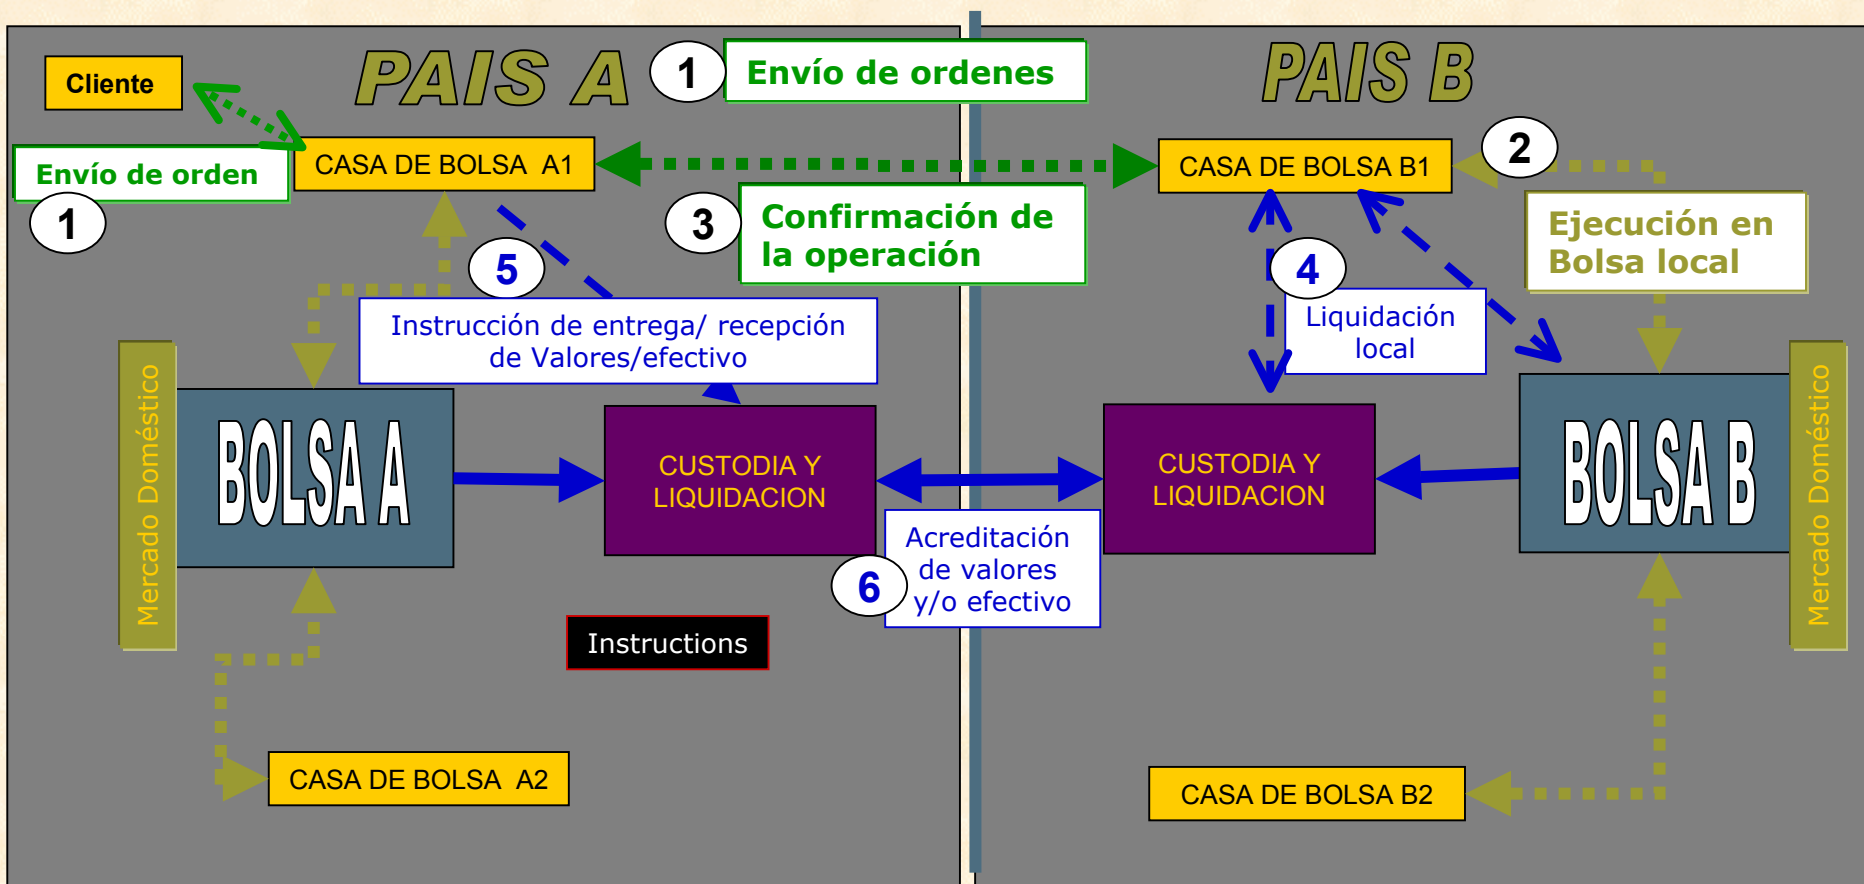 PAIS A
1
Envío de ordenes
PAIS B
Cliente
CASA DE BOLSA A1
CASA DE BOLSA B1
2
Envío de orden
1
3
Confirmación de
la operación
Ejecución en
Bolsa local
5
4
Instrucción de entrega/ recepción
de Valores/efectivo
Liquidación
local
Mercado Doméstico
BOLSA A
CUSTODIA Y
LIQUIDACION
CUSTODIA Y
LIQUIDACION
BOLSA B
Mercado Doméstico
6
Acreditación
de valores
y/o efectivo
Instructions
CASA DE BOLSA A2
CASA DE BOLSA B2